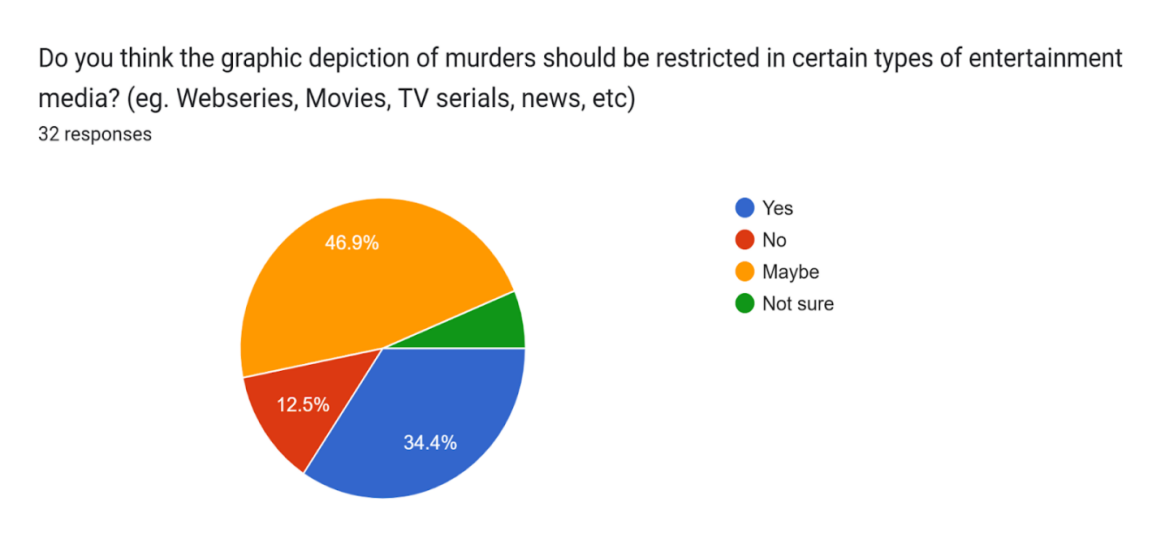 Do you think the graphic depiction of murders should be restricted in certain types of entertainment
media? (eg. Webseries, Movies, TV serials, news, etc)
32 responses
46.9%
12.5%
34.4%
Yes
No
Maybe
Not sure